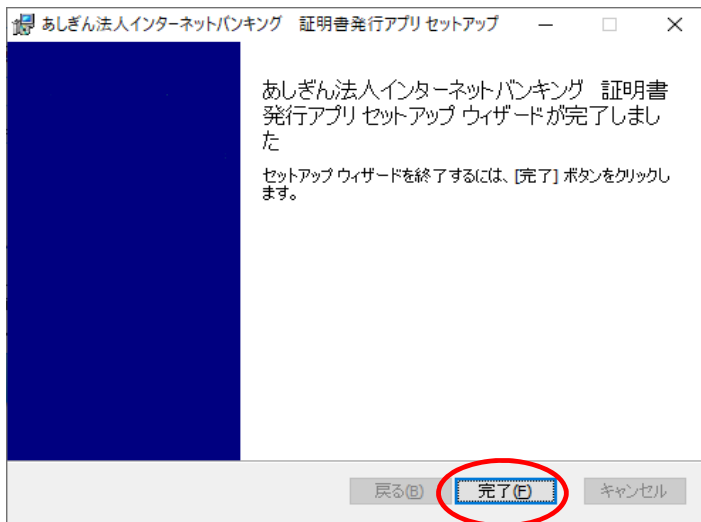 あしぎん法人インターネットバンキング　証明書発行アプリ セットアップ
あしぎん法人インターネットバンキング　証明書
発行アプリ セットアップ ウィザードが完了しまし
た
セットアップ ウィザードを終了するには、[完了] ボタンをクリックし
ます。
戻る(B)
完了(F)
キャンセル